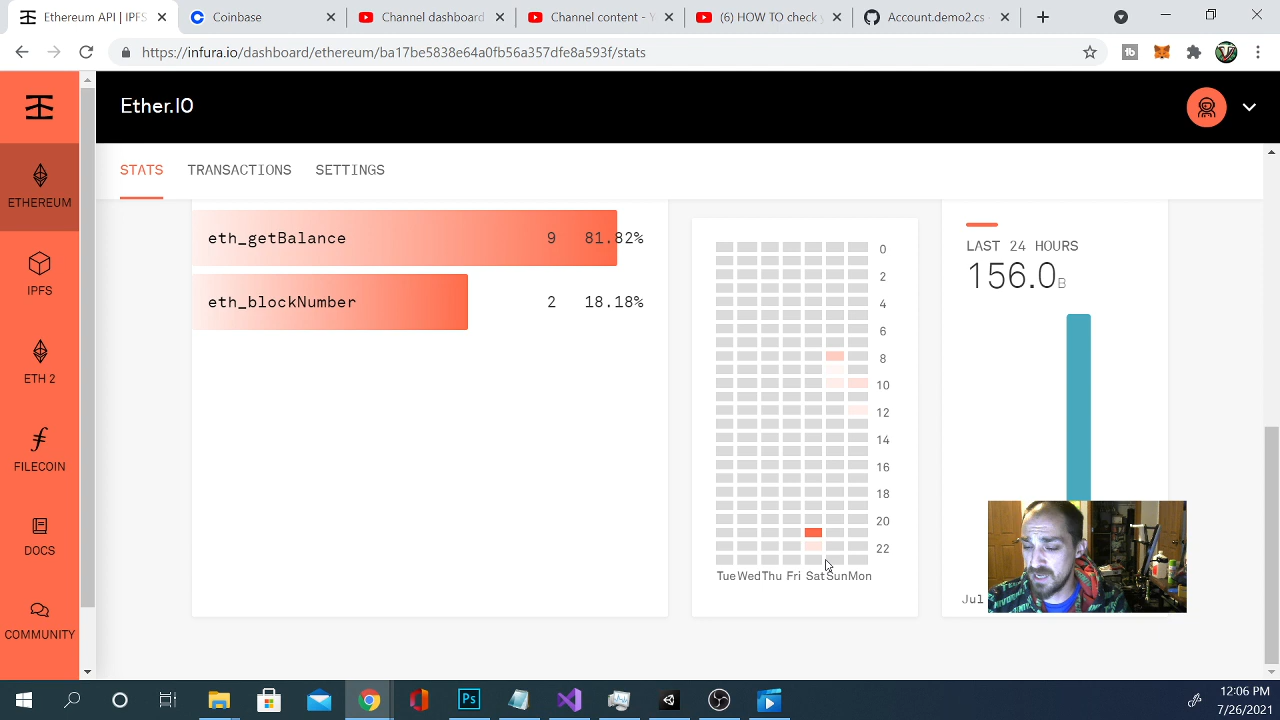 Ethereum API | IPFS
Coinbase
Channel dashboard
Channel content - Y
(6) HOW TO check y
Account.demo2.cs
https://infura.io/dashboard/ethereum/ba17be5838e64a0fb56a357dfe8a593f/stats
Ether.IO
STATS
TRANSACTIONS
SETTINGS
ETHEREUM
IPFS
ETH 2
FILECOIN
DOCS
COMMUNITY
eth_getBalance 9 81.82%
eth_blockNumber 2 18.18%
0
2
4
6
8
10
12
14
16
18
20
22
Tue Wed Thu Fri Sat Sun Mon
LAST 24 HOURS
156.0B
Jul
tb
Ps
12:06 PM
7/26/2021